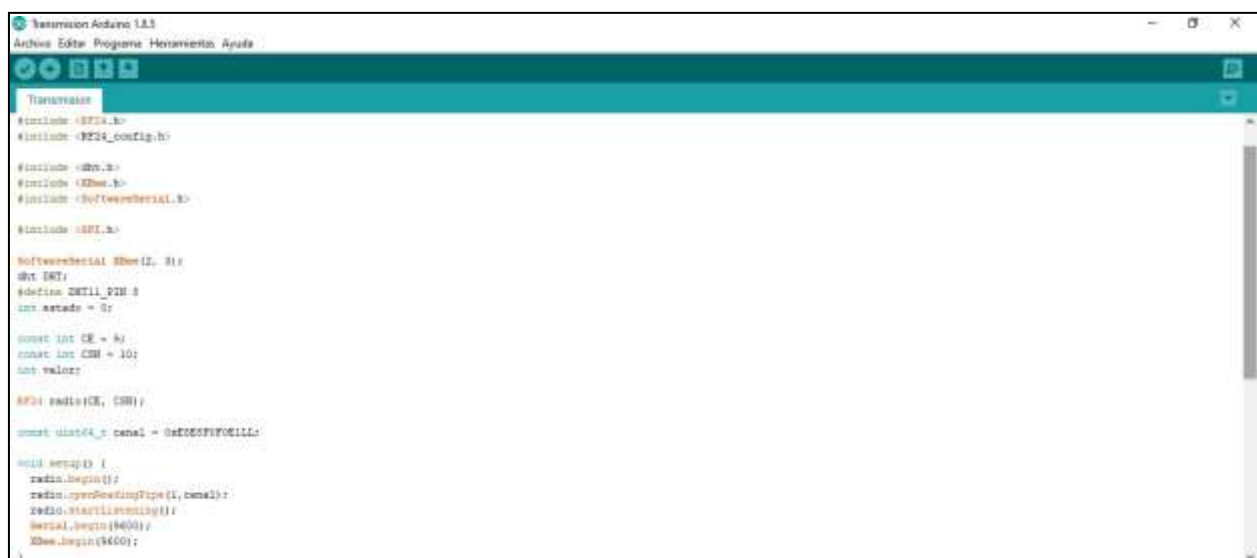 Transmision Arduino 1.8.5
Archivo Editar Programa Herramientas Ayuda
Transmision
#include <RF24.h>
#include <RF24_config.h>
#include <dht.h>
#include <XBee.h>
#include <SoftwareSerial.h>
#include <SPI.h>
SoftwareSerial XBee(2, 3);
dht DHT;
#define DHT11_PIN
int estado = 0;
const int CE = 9;
const int CSN = 10;
int valor;
RF24 radio(CE, CSN);
const uint64_t canal =
void setup() {
radio.begin();
radio.openReadingPipe(1,canal);
radio.startListening();
Serial.begin(9600);
XBee.begin(9600);
}